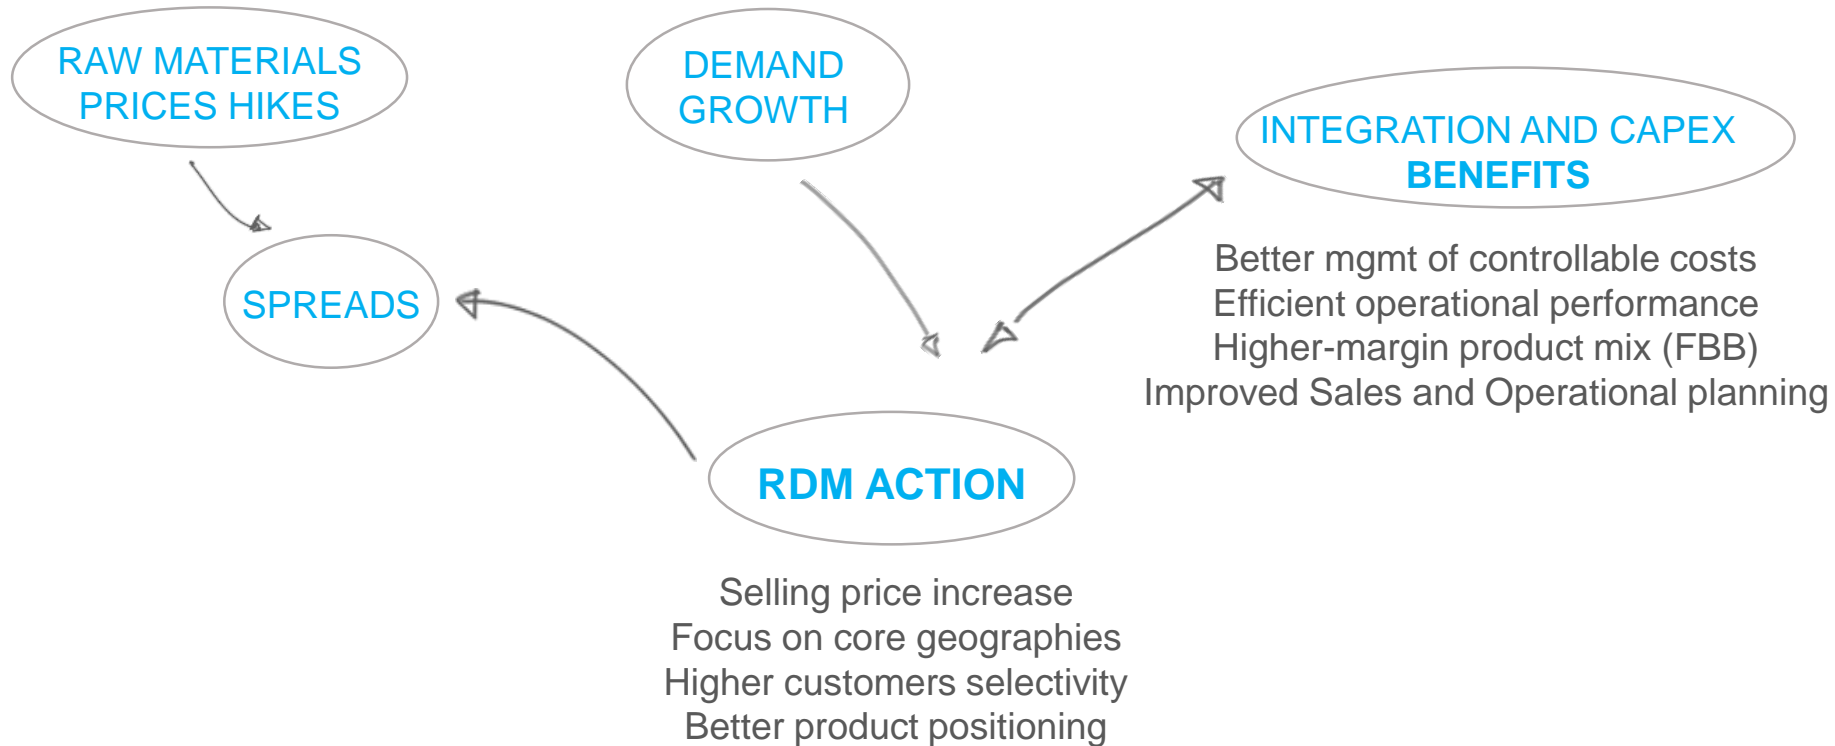 RAW MATERIALS
PRICES HIKES
DEMAND
GROWTH
INTEGRATION AND CAPEX
BENEFITS
Better mgmt of controllable costs
Efficient operational performance
Higher-margin product mix (FBB)
Improved Sales and Operational planning
SPREADS
RDM ACTION
Selling price increase
Focus on core geographies
Higher customers selectivity
Better product positioning